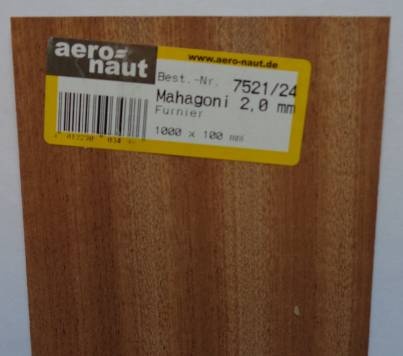 aero=
naut
www.aero-naut.de
Best.-Nr. 7521/24
Mahagoni 2,0 mm
Furnier
1000 x 100 mm